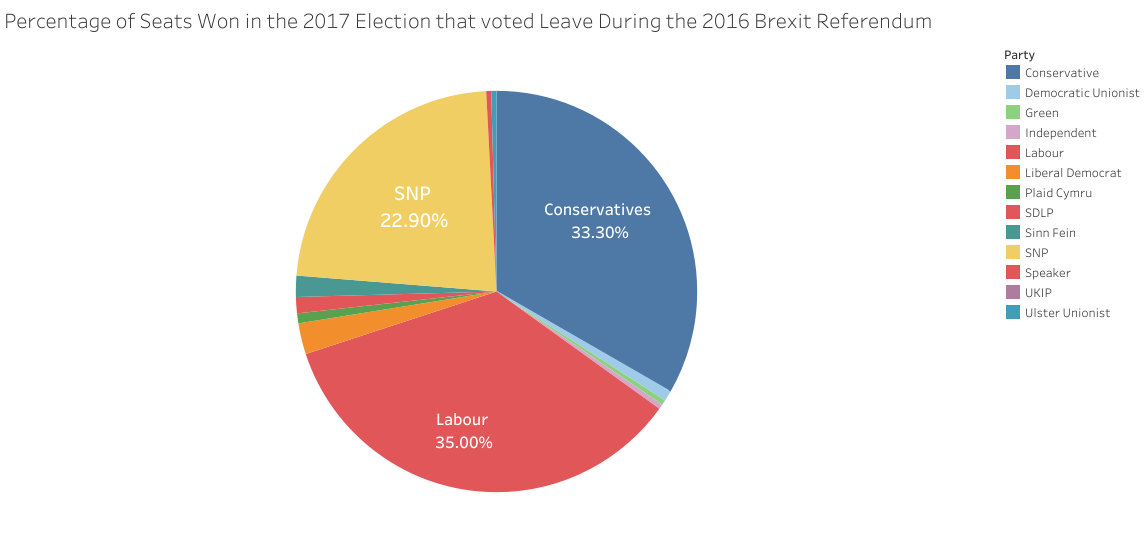 Percentage of Seats Won in the 2017 Election that voted Leave During the 2016 Brexit Referendum
Party
Conservative
Democratic Unionist
Green
Independent
Labour
Liberal Democrat
Plaid Cymru
SDLP
Sinn Fein
SNP
Speaker
UKIP
Ulster Unionist
SNP
22.90%
Conservatives
33.30%
Labour
35.00%